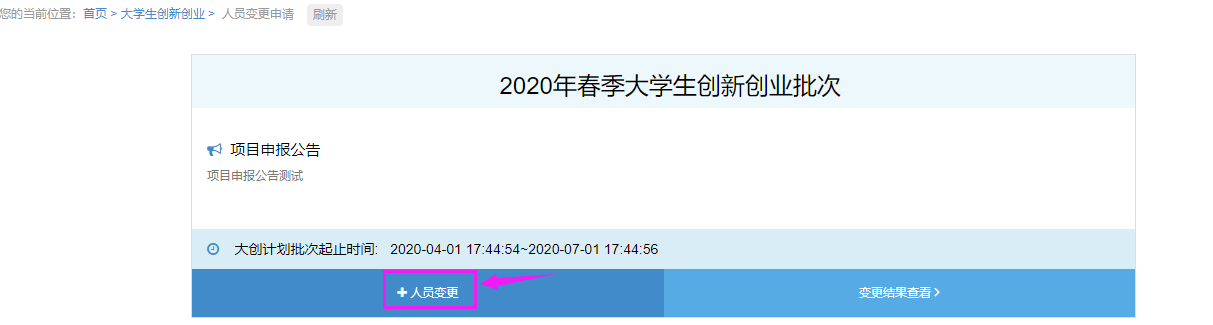 您的当前位置： 首页 > 大学生创新创业 > 人员变更申请 刷新
2020年春季大学生创新创业批次
项目申报公告
项目申报公告测试
大创计划批次起止时间: 2020-04-01 17:44:54~2020-07-01 17:44:56
人员变更
变更结果查看